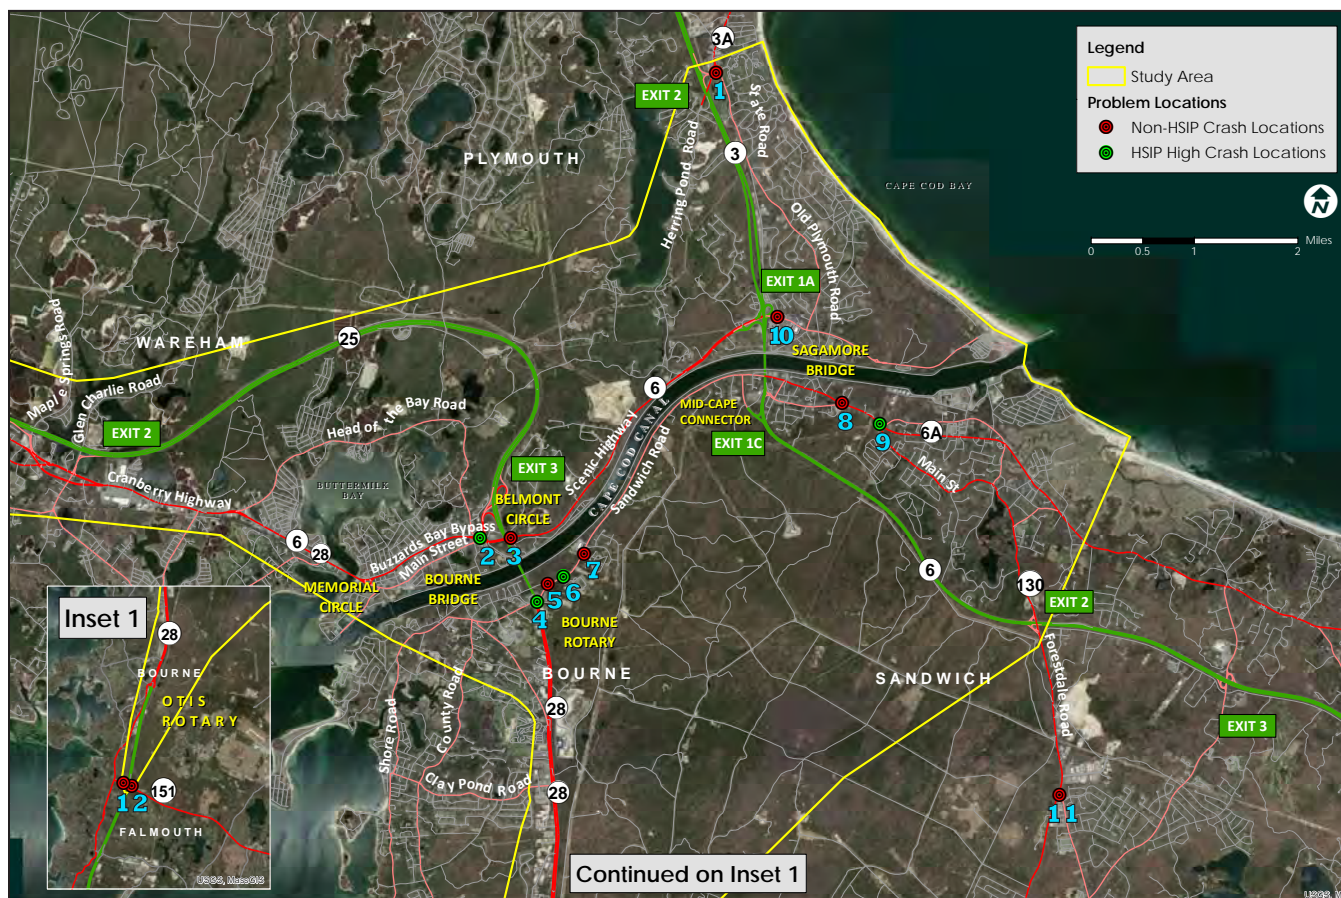 Legend
Study Area
Problem Locations
Non-HSIP Crash Locations
HSIP High Crash Locations
N
0 0.5 1 2
Miles
3A
EXIT 2
1
State Road
3
PLYMOUTH
Herring Pond Road
CAPE COD BAY
Old Plymouth Road
EXIT 1A
10
SAGAMORE
BRIDGE
WAREHAM
25
Maple Springs Road
Glen Charlie Road
EXIT 2
Head of the Bay Road
6
Scenic Highway
CAPE COD CANAL
Sandwich Road
MID-CAPE
CONNECTOR
EXIT 1C
8
9
6A
Main St
Cranberry Highway
BUTTERMILK
BAY
EXIT 3
BELMONT
CIRCLE
6
28
Buzzards Bay Bypass
Main Street
2
3
MEMORIAL
CIRCLE
BOURNE
BRIDGE
7
6
5
4
BOURNE
ROTARY
6
130
EXIT 2
BOURNE
SANDWICH
Forestdale Road
28
County Road
Shore Road
EXIT 3
Clay Pond Road
28
11
Inset 1
28
BOURNE
OTIS
ROTARY
151
12
FALMOUTH
USGS, MassGIS
Continued on Inset 1
USGS, M